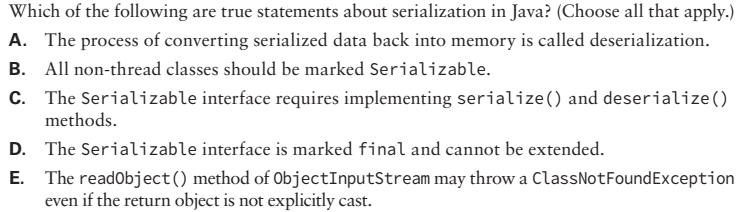 Which of the following are true statements about serialization in Java? (Choose all that apply.)
A. The process of converting serialized data back into memory is called deserialization.
B. All non-thread classes should be marked Serializable.
C. The Serializable interface requires implementing serialize() and deserialize()
methods.
D. The Serializable interface is marked final and cannot be extended.
E. The readObject() method of ObjectInputStream may throw a ClassNotFoundException
even if the return object is not explicitly cast.